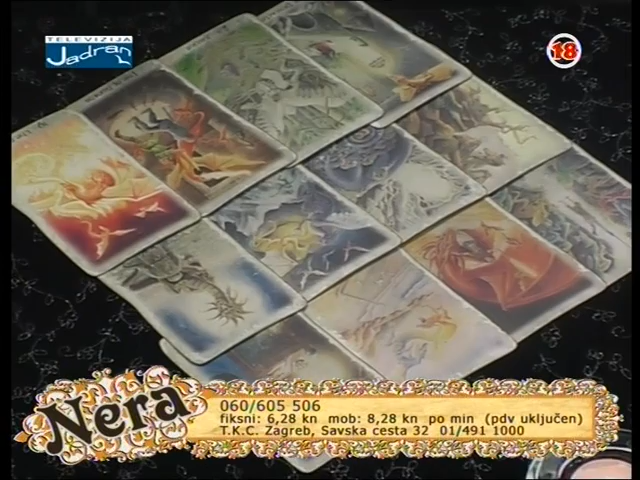 TELEVIZIJA
Jadran
18
Nera
060/605 506
fiksni: 6,28 kn mob: 8,28 kn po min (pdv uključen)
T.K.C. Zagreb, Savska cesta 32 01/491 1000